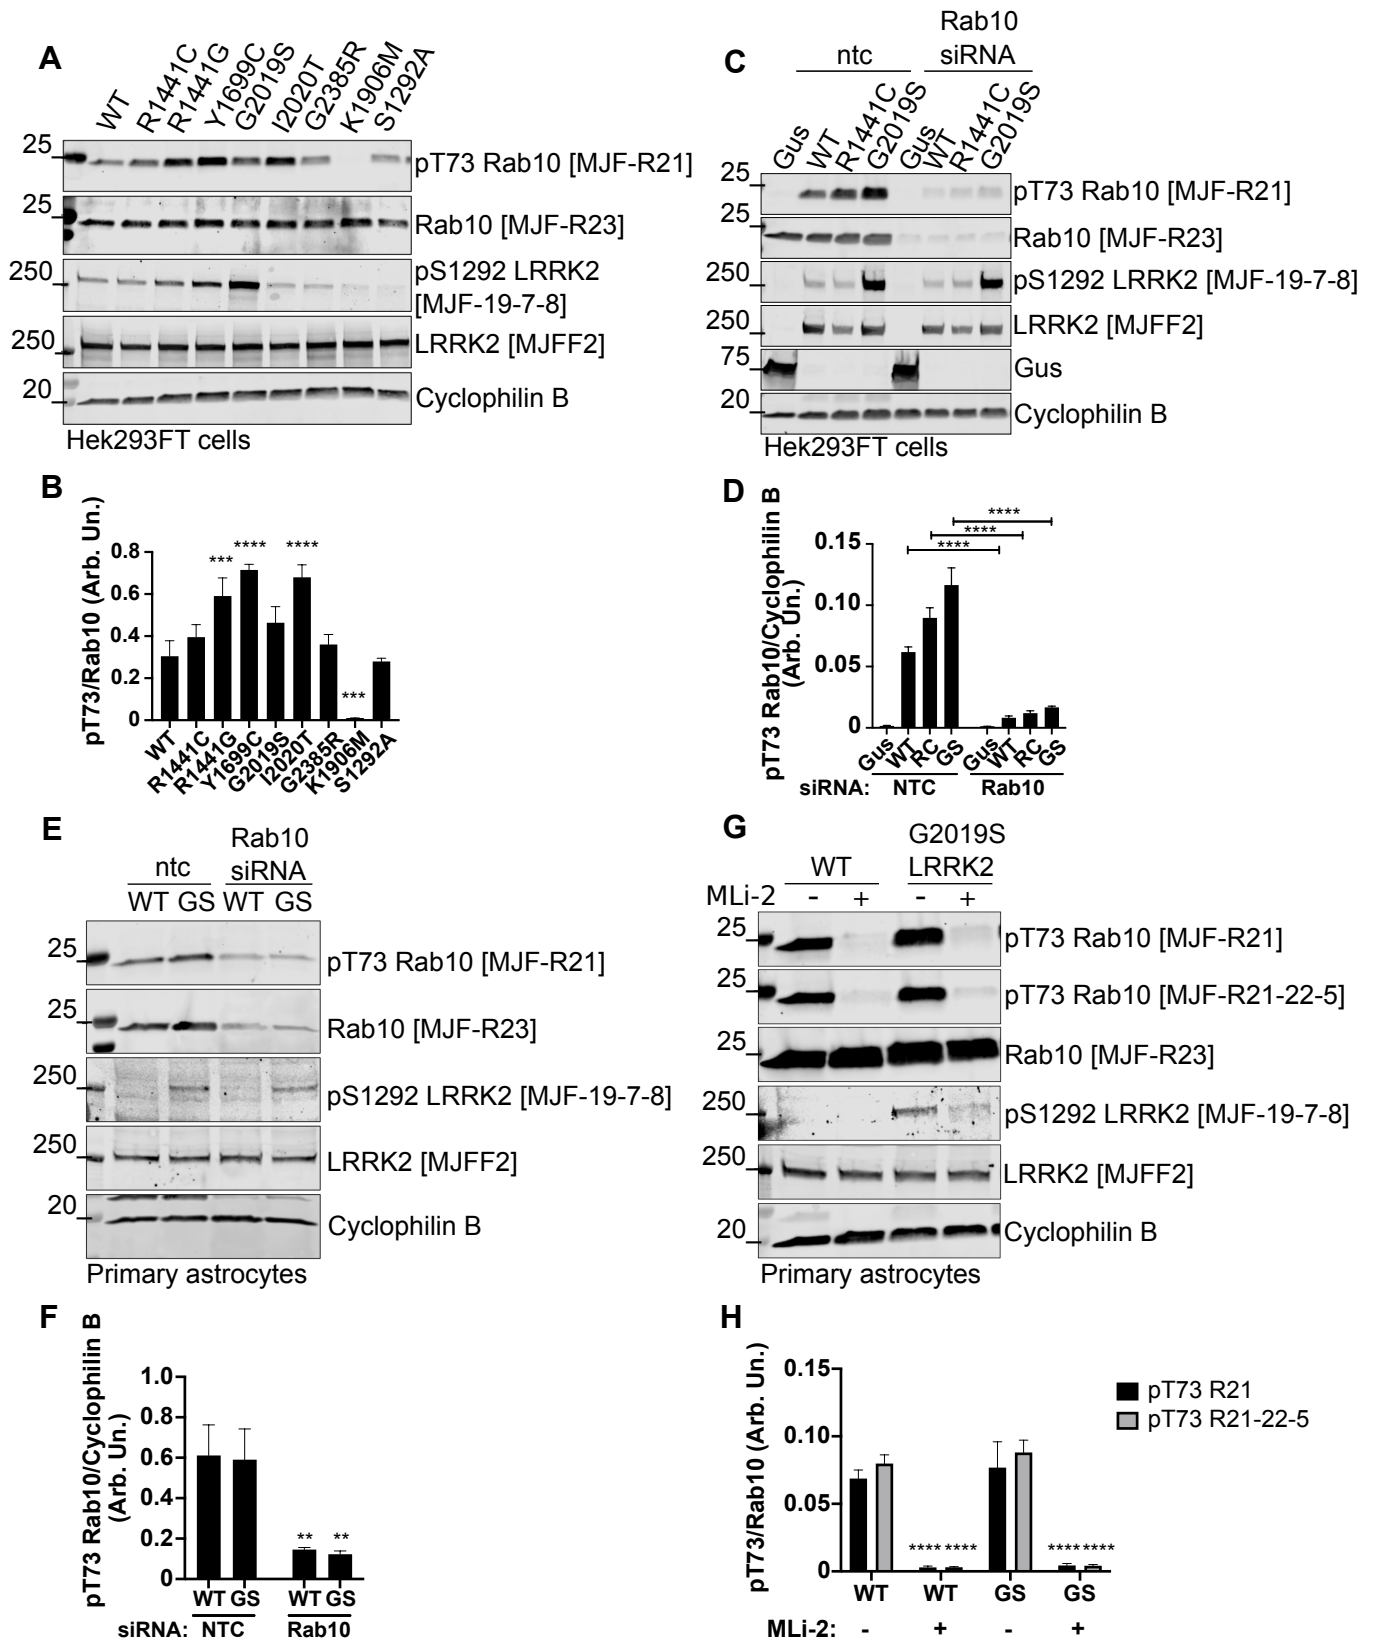 A
WT R1441C R1441G Y1699C G2019S I2020T G2385R K1906M S1292A
25 pT73 Rab10 [MJF-R21]
25 Rab10 [MJF-R23]
250 pS1292 LRRK2
[MJF-19-7-8]
250 LRRK2 [MJFF2]
20 Cyclophilin B
Hek293FT cells
B
pT73/Rab10 (Arb. Un.)
0.8
0.6
0.4
0.2
0
*** **** **** ***
WT R1441C R1441G Y1699C G2019S I2020T G2385R K1906M S1292A
C
Rab10
ntc siRNA
Gus WT R1441C G2019S Gus WT R1441C G2019S
25 pT73 Rab10 [MJF-R21]
25 Rab10 [MJF-R23]
250 pS1292 LRRK2 [MJF-19-7-8]
250 LRRK2 [MJFF2]
75 Gus
20 Cyclophilin B
Hek293FT cells
D
pT73 Rab10/Cyclophilin B
(Arb. Un.)
0.15
0.10
0.05
0
****
****
****
Gus WT RC GS Gus WT RC GS
siRNA: NTC Rab10
E
Rab10
ntc siRNA
WT GS WT GS
25 pT73 Rab10 [MJF-R21]
25 Rab10 [MJF-R23]
250 pS1292 LRRK2 [MJF-19-7-8]
250 LRRK2 [MJFF2]
20 Cyclophilin B
Primary astrocytes
F
pT73 Rab10/Cyclophilin B
(Arb. Un.)
1.0
0.8
0.6
0.4
0.2
0
** **
WT GS WT GS
siRNA: NTC Rab10
G
G2019S
WT LRRK2
MLi-2 - + - +
25 pT73 Rab10 [MJF-R21]
25 pT73 Rab10 [MJF-R21-22-5]
25 Rab10 [MJF-R23]
250 pS1292 LRRK2 [MJF-19-7-8]
250 LRRK2 [MJFF2]
20 Cyclophilin B
Primary astrocytes
H
pT73/Rab10 (Arb. Un.)
0.15
0.10
0.05
0
pT73 R21
pT73 R21-22-5
**** **** **** ****
WT WT GS GS
MLi-2: - + - +